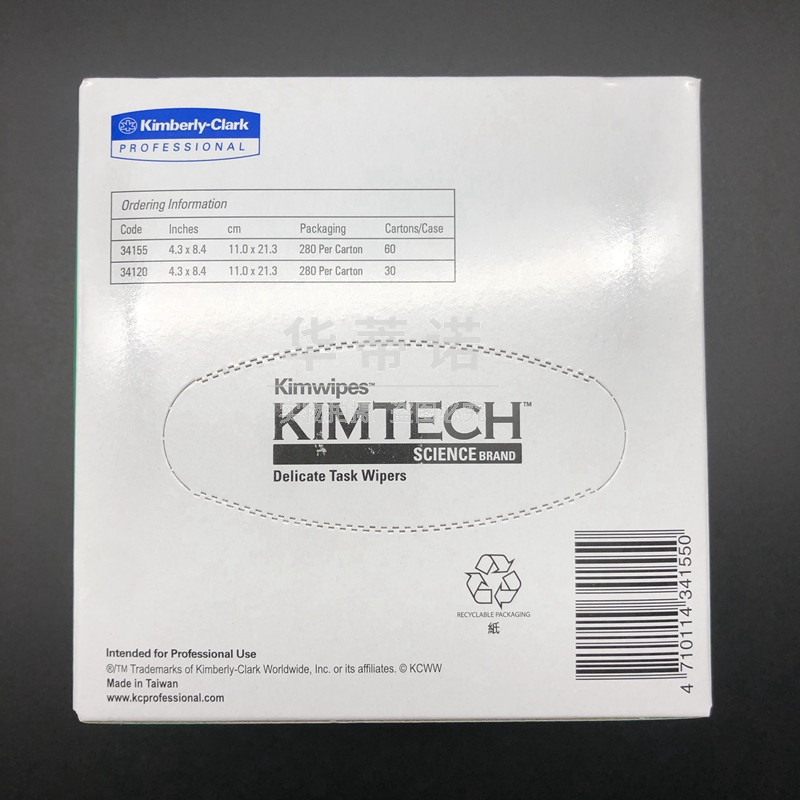 Kimberly-Clark
PROFESSIONAL
Ordering Information
Code Inches cm Packaging Cartons/Case
34155 4.3 x 8.4 11.0 x 21.3 280 Per Carton 60
34120 4.3 x 8.4 11.0 x 21.3 280 Per Carton 30
华蒂诺
Kimwipes™
KIMTECH™
SCIENCE BRAND
Delicate Task Wipers
RECYCLABLE PACKAGING
紙
4 710114 341550
Intended for Professional Use
®/™ Trademarks of Kimberly-Clark Worldwide, Inc. or its affiliates. © KCWW
Made in Taiwan
www.kcprofessional.com